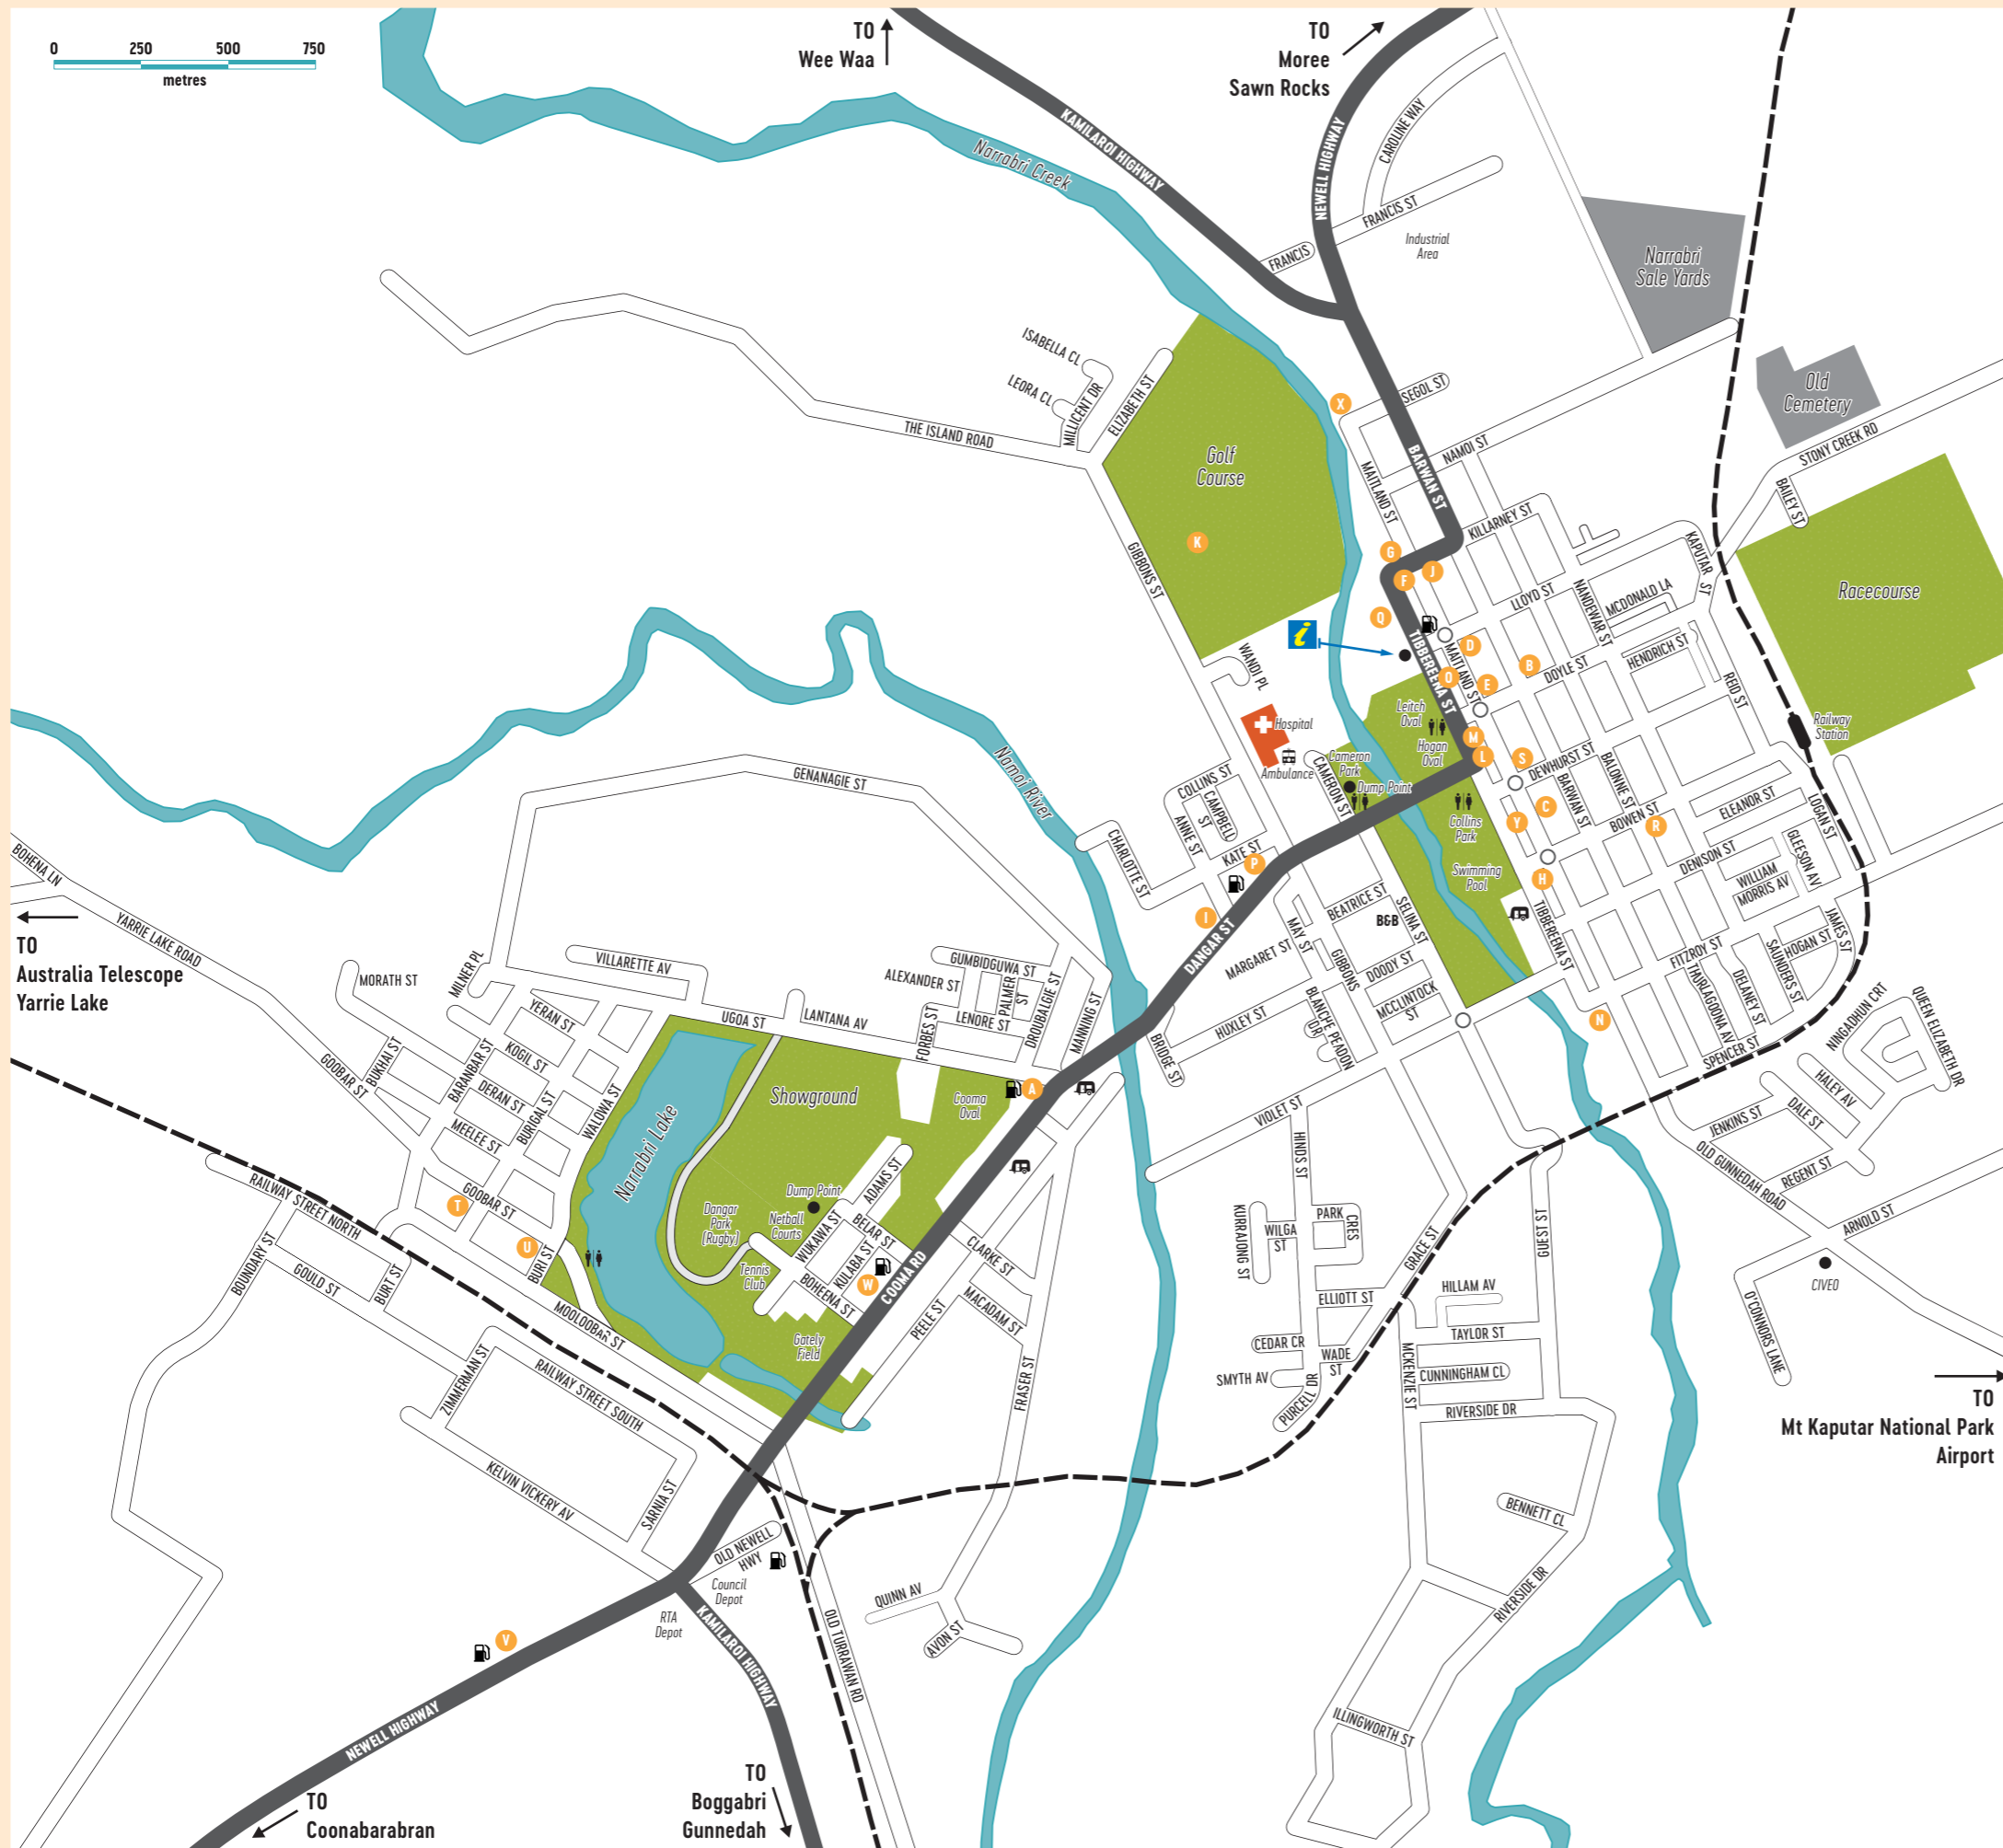 0 250 500 750
metres
TO
Wee Waa
TO
Moree
Sawn Rocks
KAMILAROI HIGHWAY
NEWELL HIGHWAY
CAROLINE WAY
FRANCIS ST
FRANCIS
Industrial
Area
Narrabri Creek
Narrabri
Sale Yards
Old
Cemetery
STONY CREEK RD
BAILEY ST
Racecourse
ISABELLA CL
LEORA CL
MILLICENT DR
ELIZABETH ST
THE ISLAND ROAD
Golf
Course
K
GIBBONS ST
X
SEGOL ST
NAMOI ST
BARWAN ST
MAITLAND ST
KILLARNEY ST
G
F
J
Q
KAPUTAR ST
LLOYD ST
NANDEWAR ST
MCDONALD LA
HENDRICH ST
REID ST
i
TIBBEREENA ST
MAITLAND ST
D
O
E
B
DOYLE ST
Leitch
Oval
Hogan
Oval
M
L
S
DEWHURST ST
BARWAN ST
BALONE ST
BOWEN ST
C
Y
R
H
ELEANOR ST
LOGAN ST
GLEESON AV
DENISON ST
WILLIAM
MORRIS AV
JAMES ST
HOGAN ST
SAUNDERS ST
DELANEY ST
THURLAGOONA AV
FITZROY ST
SPENCER ST
Railway
Station
WANDI PL
Hospital
Ambulance
Cameron
Park
Dump Point
CAMERON ST
COLLINS ST
CAMPBELL
ST
ANNE ST
KATE ST
P
CHARLOTTE ST
I
Collins
Park
Swimming
Pool
TIBBEREENA ST
N
BEATRICE ST
B&B
SELINA ST
MAY ST
MARGARET ST
GIBBONS
DOODY ST
MCCLINTOCK
ST
BLANCHE PEADON
DR
HUXLEY ST
BRIDGE ST
DANGAR ST
VIOLET ST
Namoi River
GENANAGIE ST
BOHENA LN
YARRIE LAKE ROAD
TO
Australia Telescope
Yarrie Lake
MORATH ST
MILNER PL
VILLARETTE AV
UGOA ST
LANTANA AV
ALEXANDER ST
GUMBIDGUWA ST
PALMER
ST
FORBES ST
LENORE ST
DROUBALGIE ST
MANNING ST
YERAN ST
KOGIL ST
DERAN ST
MEELEE ST
BARANBAR ST
BURIGAL ST
WALOWA ST
BUKHAI ST
GOOBAR ST
GOOBAR ST
T
U
BURT ST
Narrabri Lake
Showground
Cooma
Oval
A
Dump Point
Dangar
Park
(Rugby)
Netball
Courts
Tennis
Club
Gately
Field
ADAMS ST
WUKAWA ST
BELAR ST
KULABA ST
BOHEENA ST
W
COOMA RD
CLARKE ST
MACADAM ST
PEELE ST
FRASER ST
RAILWAY STREET NORTH
BOUNDARY ST
GOULD ST
BURT ST
MOOLOOBAR ST
ZIMMERMAN ST
RAILWAY STREET SOUTH
KELVIN VICKERY AV
SARNIA ST
OLD NEWELL
HWY
Council
Depot
RTA
Depot
KAMILAROI HIGHWAY
OLD TURRAWAN RD
V
NEWELL HIGHWAY
TO
Coonabarabran
TO
Boggabri
Gunnedah
QUINN AV
AVON ST
HINDS ST
KURRAJONG ST
WILGA
ST
PARK
CRES
ELLIOTT ST
CEDAR CR
WADE
ST
SMYTH AV
PURCELL DR
GRACE ST
GUEST ST
HILLAM AV
TAYLOR ST
CUNNINGHAM CL
MCKENZIE ST
RIVERSIDE DR
BENNETT CL
RIVERSIDE DR
ILLINGWORTH ST
NINGADHUN CRT
QUEEN ELIZABETH DR
HALEY AV
DALE ST
JENKINS ST
REGENT ST
OLD GUNNEDAH ROAD
ARNOLD ST
CIVEO
O'CONNORS LANE
TO
Mt Kaputar National Park
Airport